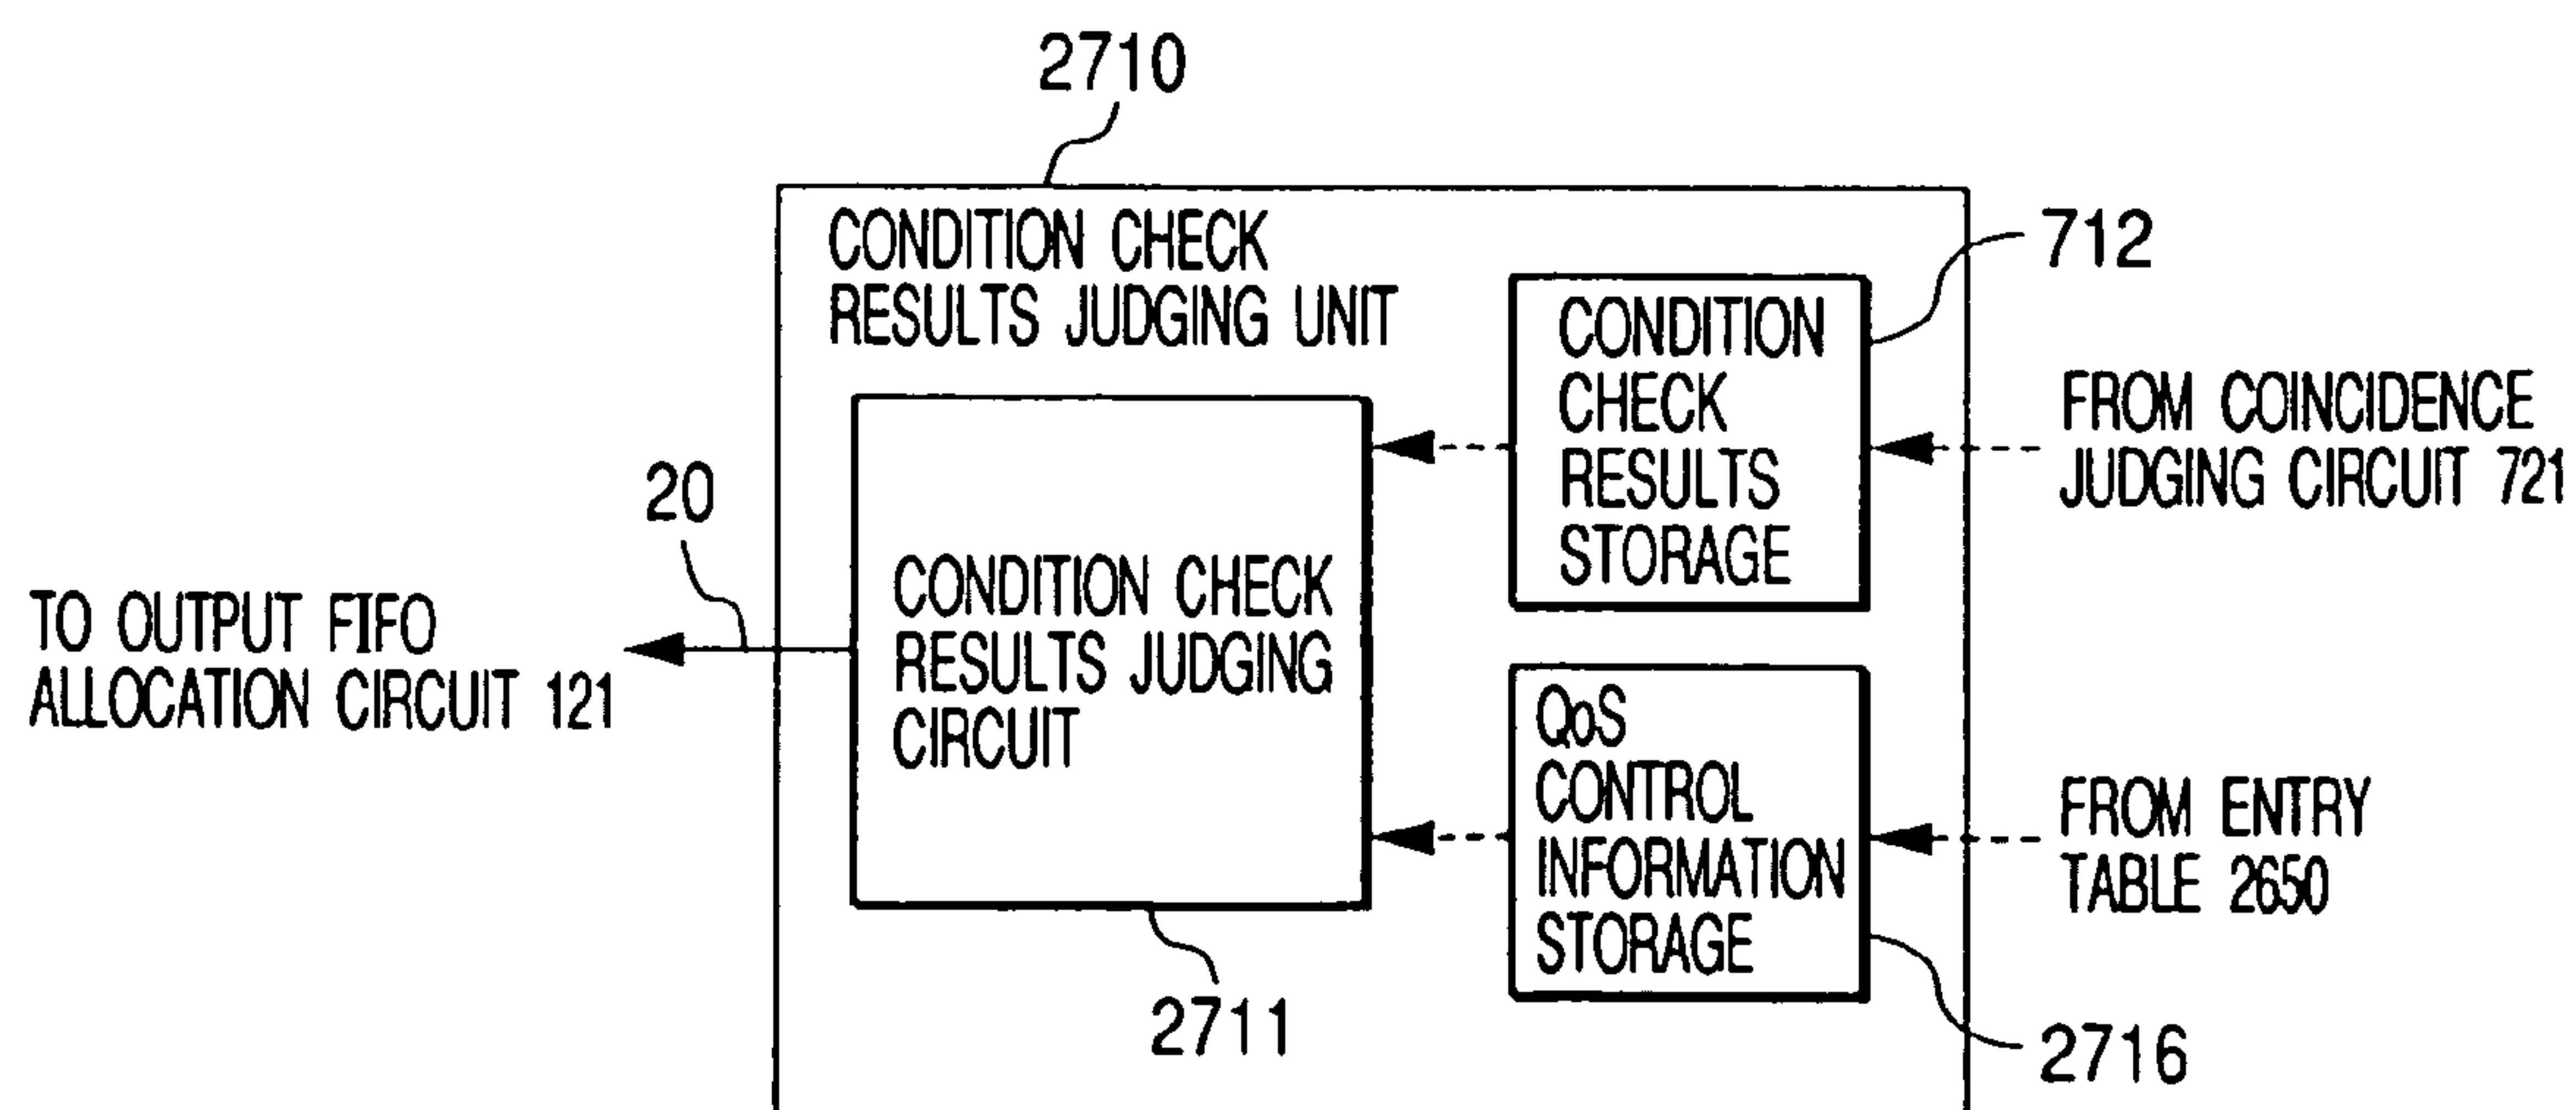 2710
CONDITION CHECK
RESULTS JUDGING UNIT
712
CONDITION
CHECK
RESULTS
STORAGE
FROM COINCIDENCE
JUDGING CIRCUIT 721
20
TO OUTPUT FIFO
ALLOCATION CIRCUIT 121
CONDITION CHECK
RESULTS JUDGING
CIRCUIT
2711
QoS
CONTROL
INFORMATION
STORAGE
FROM ENTRY
TABLE 2650
2716